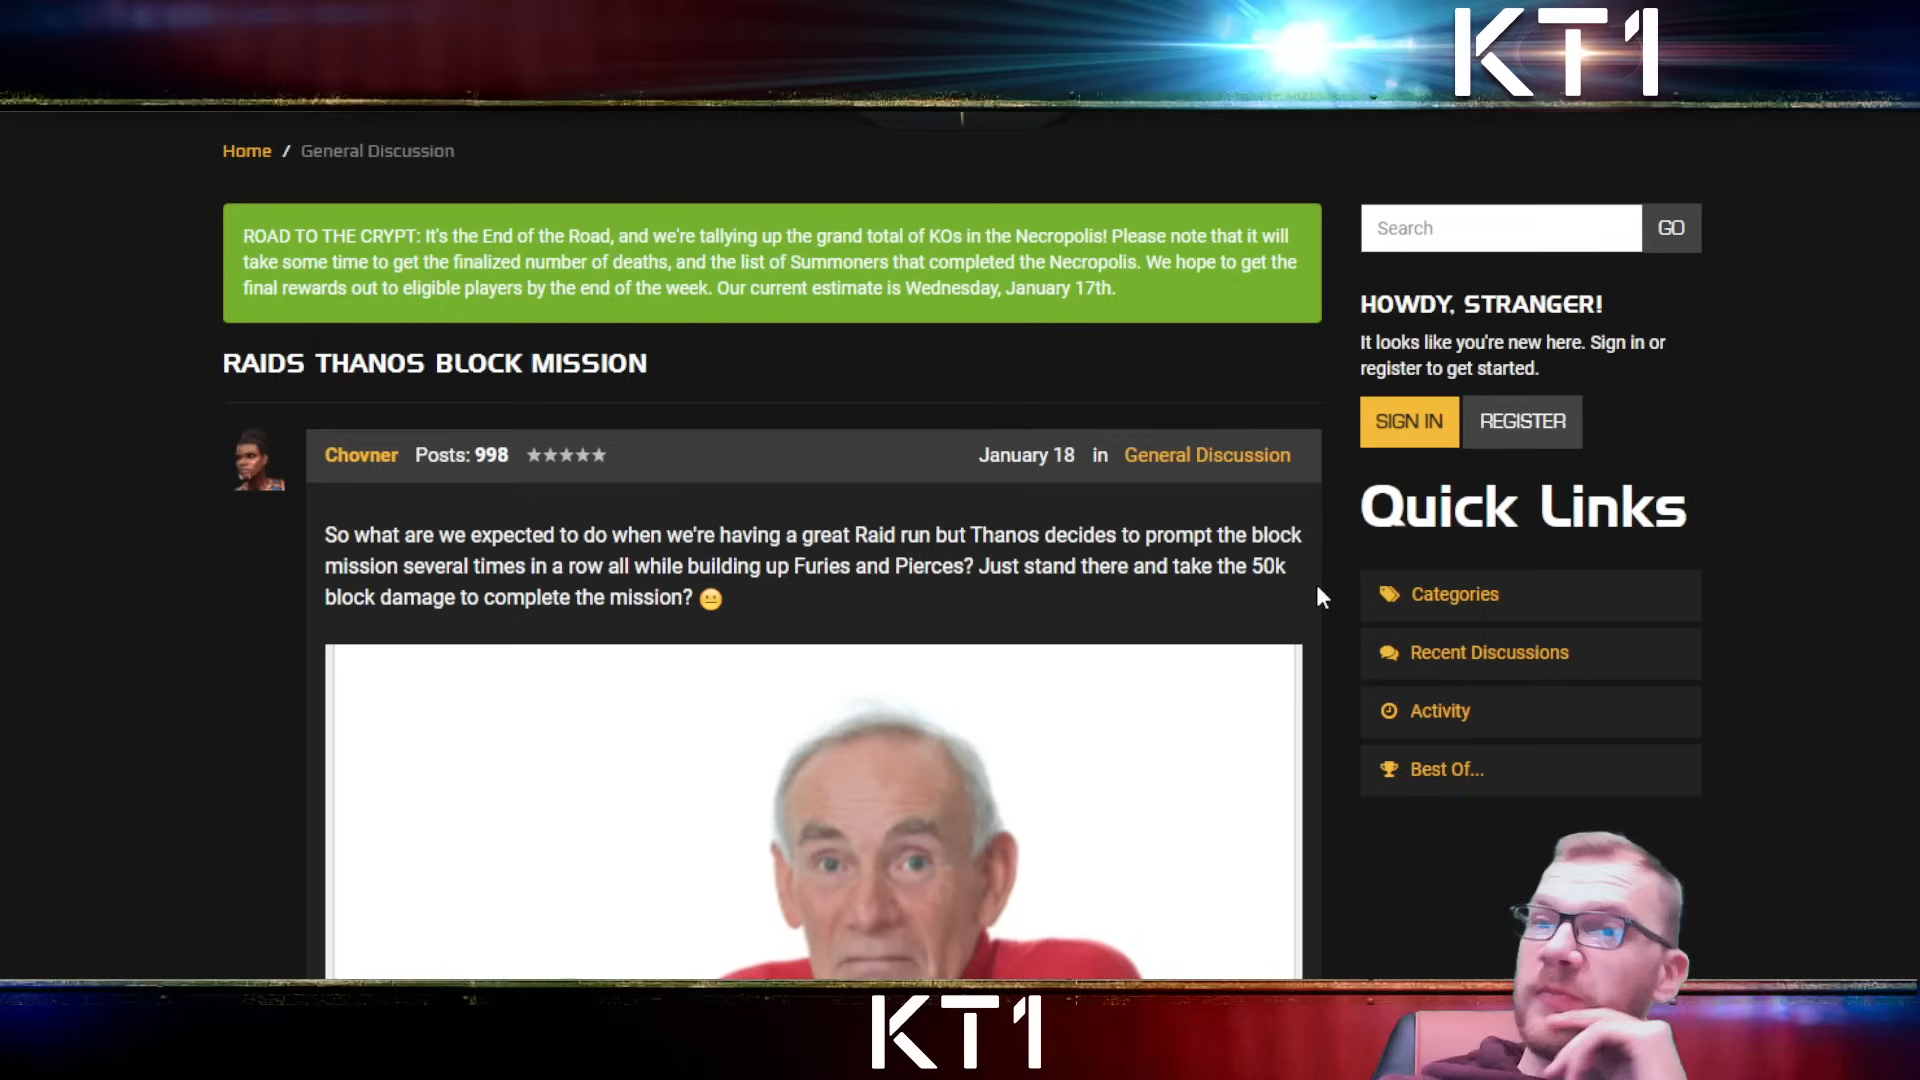 KT1
Home / General Discussion
ROAD TO THE CRYPT: It's the End of the Road, and we're tallying up the grand total of KOs in the Necropolis! Please note that it will
take some time to get the finalized number of deaths, and the list of Summoners that completed the Necropolis. We hope to get the
final rewards out to eligible players by the end of the week. Our current estimate is Wednesday, January 17th.
RAIDS THANOS BLOCK MISSION
Chovner Posts: 998 ★★★★★ January 18 in General Discussion
So what are we expected to do when we're having a great Raid run but Thanos decides to prompt the block
mission several times in a row all while building up Furies and Pierces? Just stand there and take the 50k
block damage to complete the mission? 😐
Search GO
HOWDY, STRANGER!
It looks like you're new here. Sign in or
register to get started.
SIGN IN REGISTER
Quick Links
Categories
Recent Discussions
Activity
Best Of...
KT1